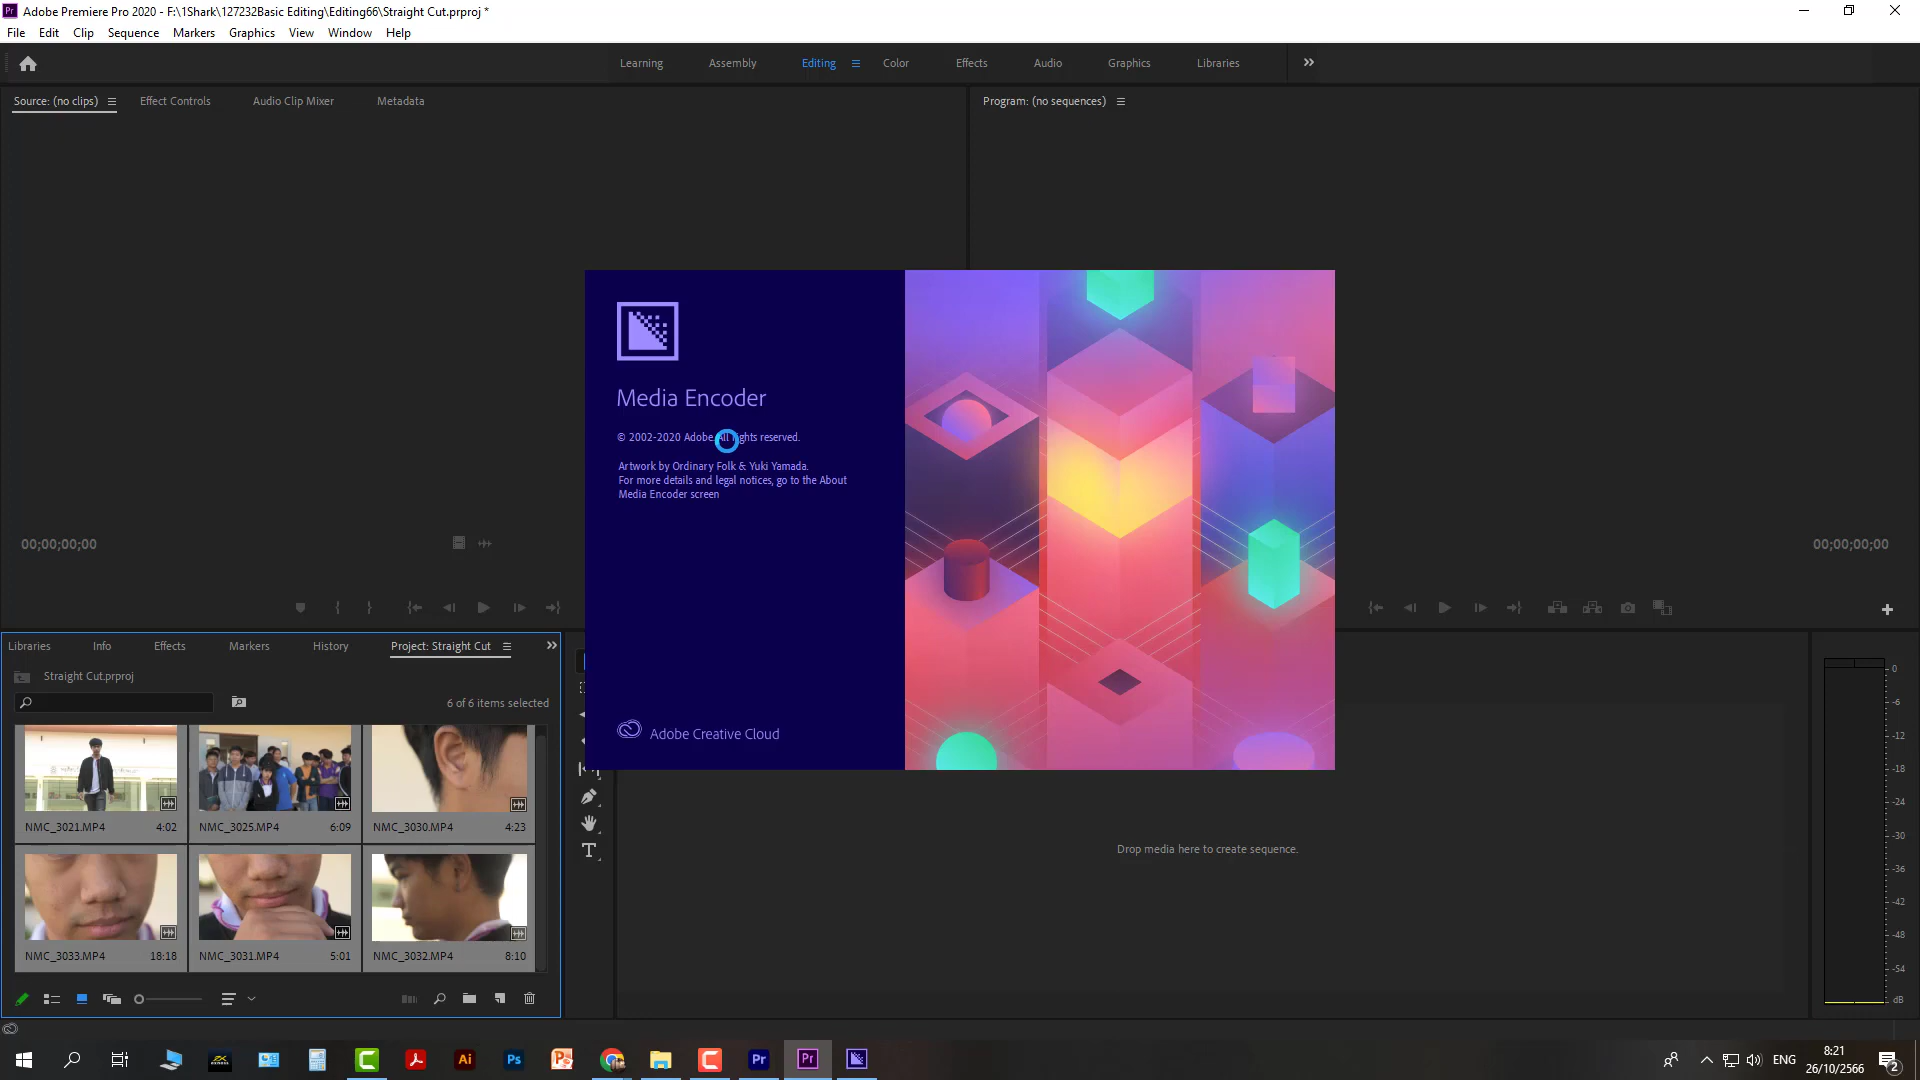 Adobe Premiere Pro 2020 - F:\1Shark\127232Basic Editing\Editing66\Straight Cut.prproj *
File Edit Clip Sequence Markers Graphics View Window Help
Learning Assembly Editing Color Effects Audio Graphics Libraries
Source: (no clips) Effect Controls Audio Clip Mixer Metadata
Program: (no sequences)
Media Encoder
© 2002-2020 Adobe. All rights reserved.
Artwork by Ordinary Folk & Yuki Yamada.
For more details and legal notices, go to the About
Media Encoder screen
Adobe Creative Cloud
00;00;00;00
00;00;00;00
Libraries Info Effects Markers History Project: Straight Cut
Straight Cut.prproj
6 of 6 items selected
NMC_3021.MP4 4:02
NMC_3025.MP4 6:09
NMC_3030.MP4 4:23
NMC_3033.MP4 18:18
NMC_3031.MP4 5:01
NMC_3032.MP4 8:10
Drop media here to create sequence.
0
-6
-12
-18
-24
-30
-36
-42
-48
-54
dB
ENG
8:21
26/10/2566
2